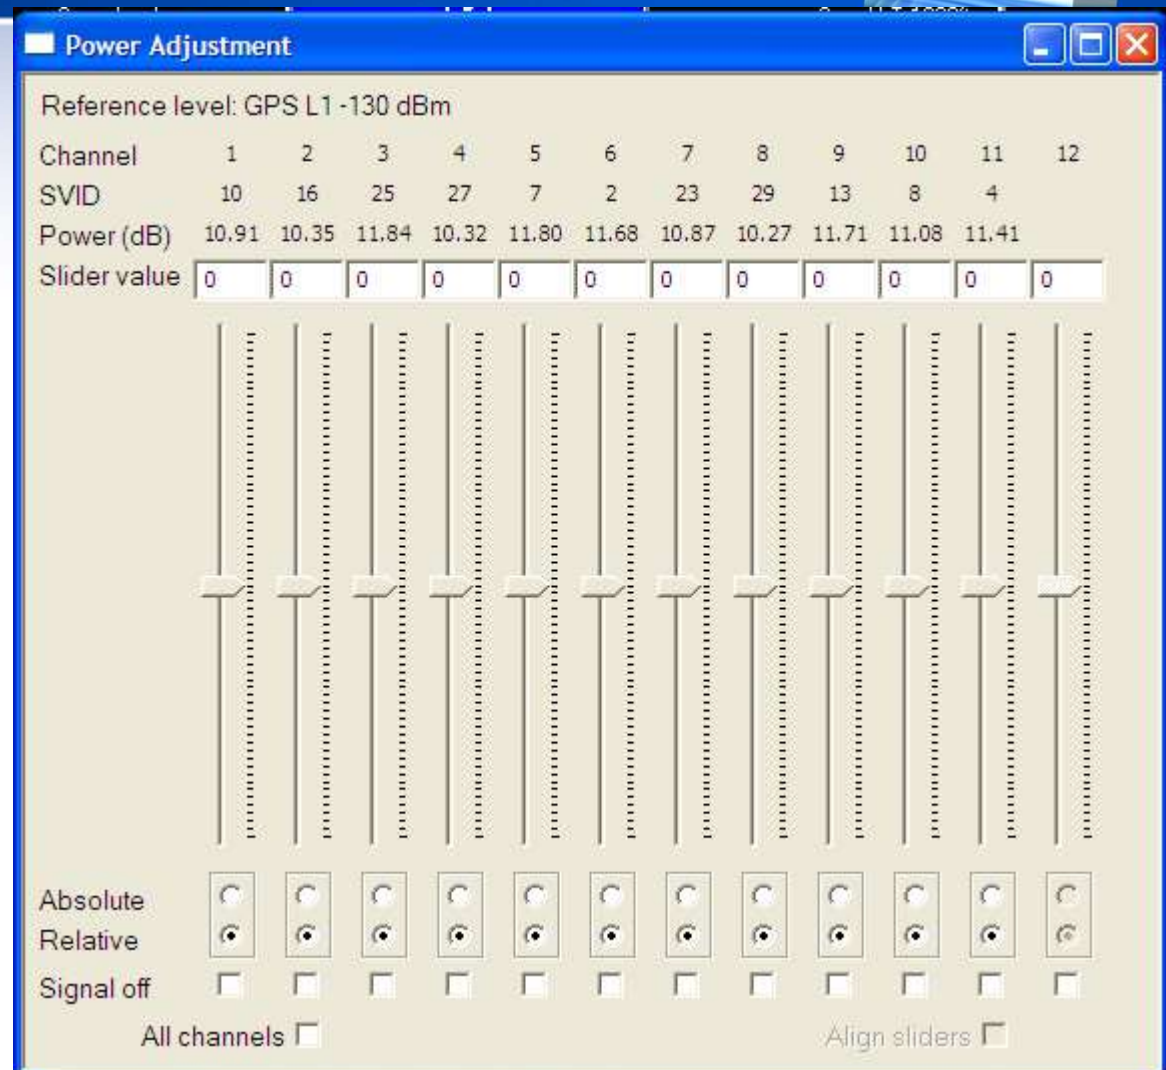 Power Adjustment
Reference level: GPS L1 -130 dBm
Channel 1 2 3 4 5 6 7 8 9 10 11 12
SVID 10 16 25 27 7 2 23 29 13 8 4
Power (dB) 10.91 10.35 11.84 10.32 11.80 11.68 10.87 10.27 11.71 11.08 11.41
Slider value 0 0 0 0 0 0 0 0 0 0 0 0
Absolute
Relative
Signal off
All channels Align sliders